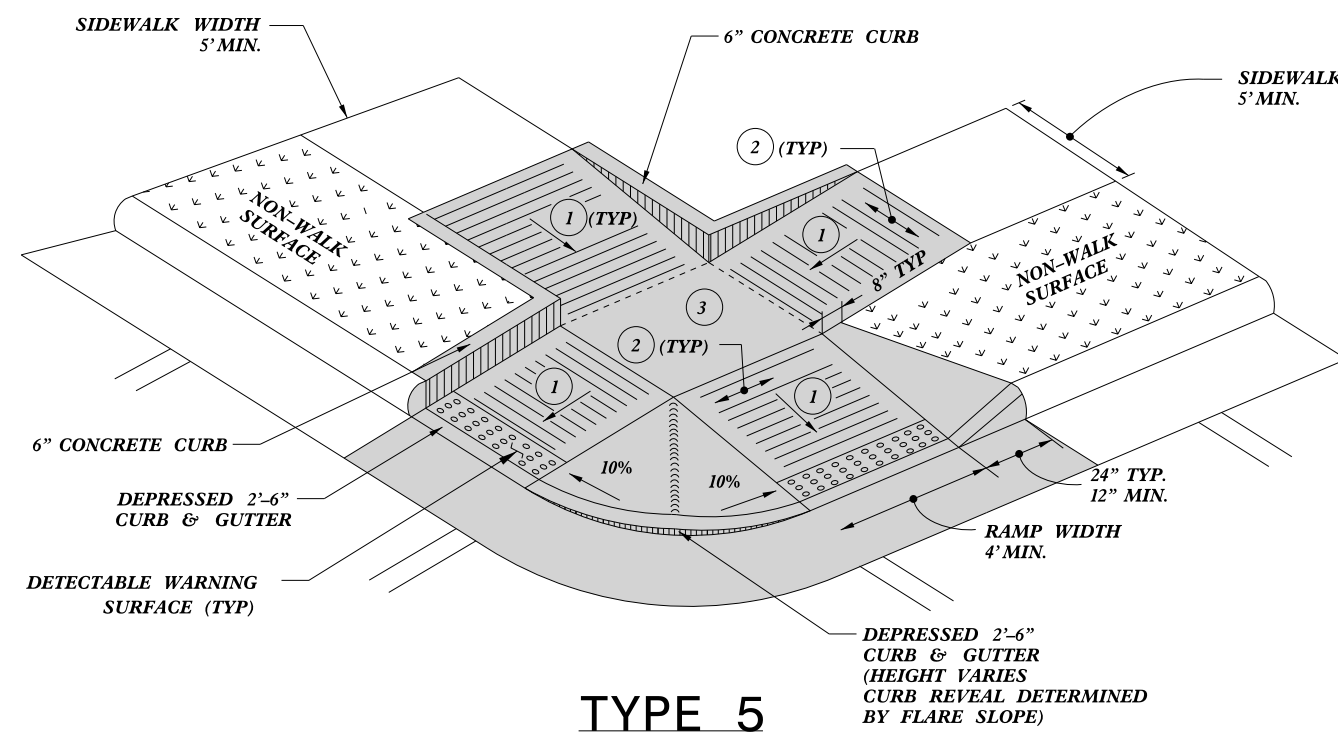 SIDEWALK WIDTH
5' MIN.
6" CONCRETE CURB
SIDEWALK
5' MIN.
2 (TYP)
NON-WALK
SURFACE
1 (TYP)
1
8" TYP
NON-WALK
SURFACE
3
2 (TYP)
1
1
6" CONCRETE CURB
10%
10%
24" TYP.
12" MIN.
DEPRESSED 2'-6"
CURB & GUTTER
RAMP WIDTH
4' MIN.
DETECTABLE WARNING
SURFACE (TYP)
DEPRESSED 2'-6"
CURB & GUTTER
(HEIGHT VARIES
CURB REVEAL DETERMINED
BY FLARE SLOPE)
TYPE 5